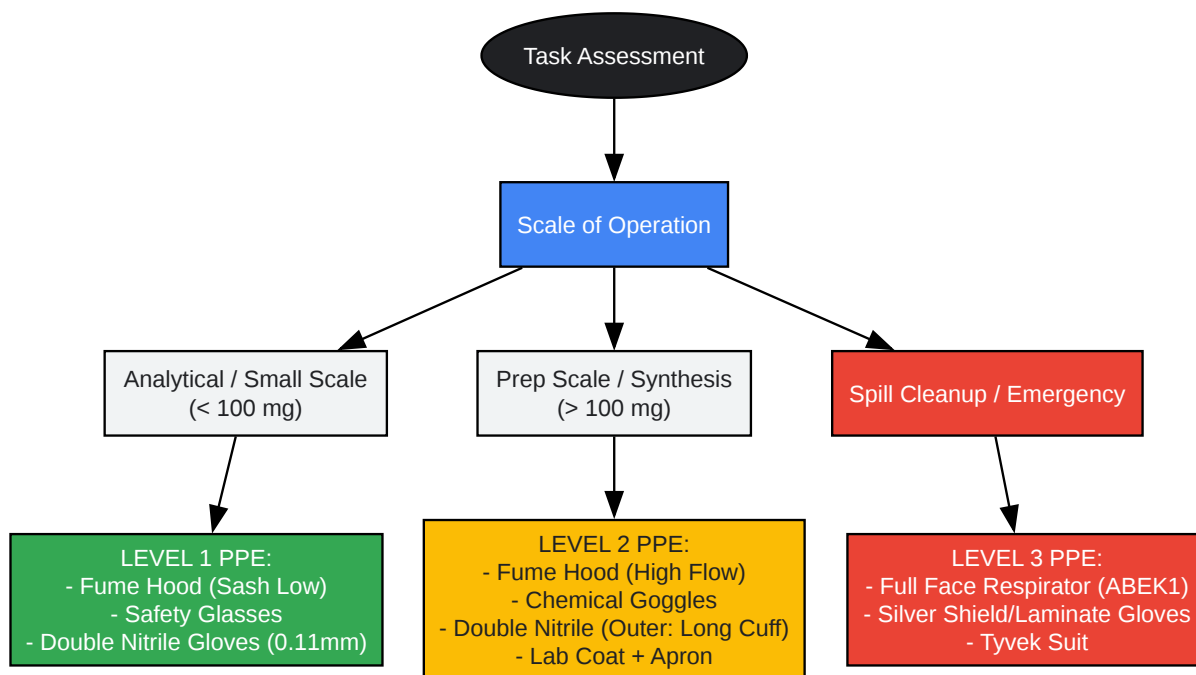 Task Assessment
Scale of Operation
Analytical / Small Scale
(< 100 mg)
Prep Scale / Synthesis
(> 100 mg)
Spill Cleanup / Emergency
LEVEL 1 PPE:
- Fume Hood (Sash Low)
- Safety Glasses
- Double Nitrile Gloves (0.11mm)
LEVEL 2 PPE:
- Fume Hood (High Flow)
- Chemical Goggles
- Double Nitrile (Outer: Long Cuff)
- Lab Coat + Apron
LEVEL 3 PPE:
- Full Face Respirator (ABEK1)
- Silver Shield/Laminate Gloves
- Tyvek Suit